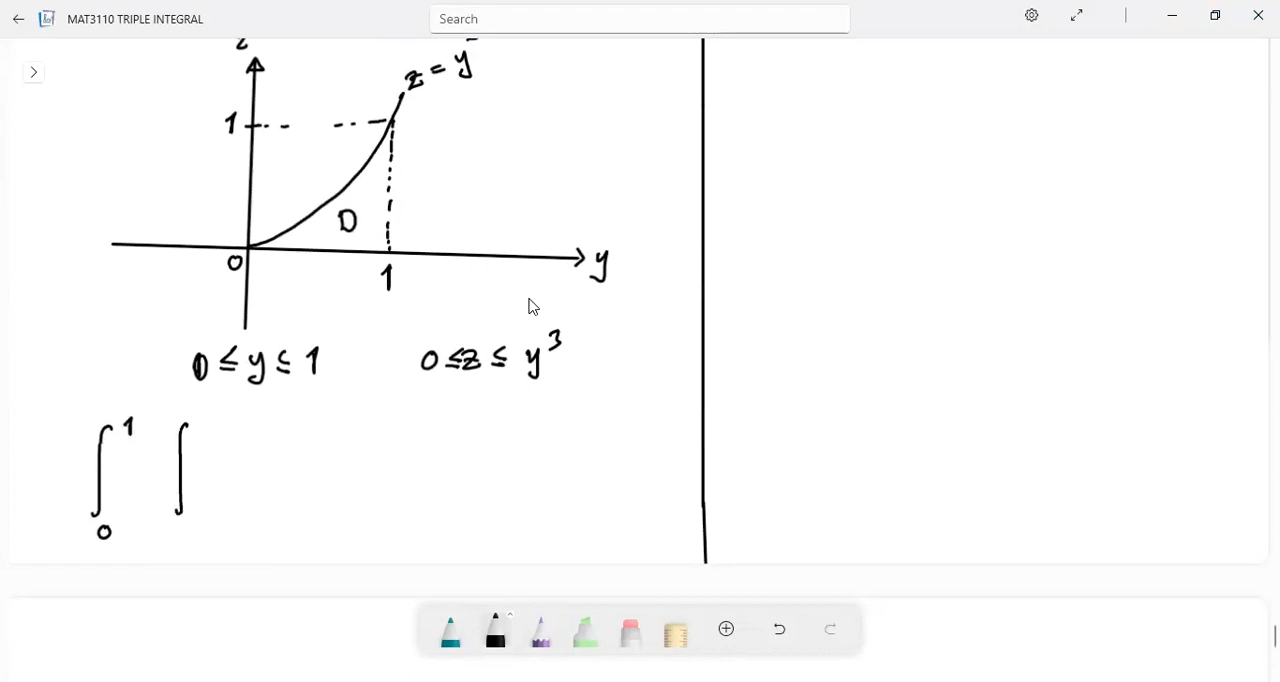 MAT3110 TRIPLE INTEGRAL
Search
z = y
1
D
0
1
y
0 ≤ y ≤ 1 0 ≤ z ≤ y³
∫₀¹ ∫